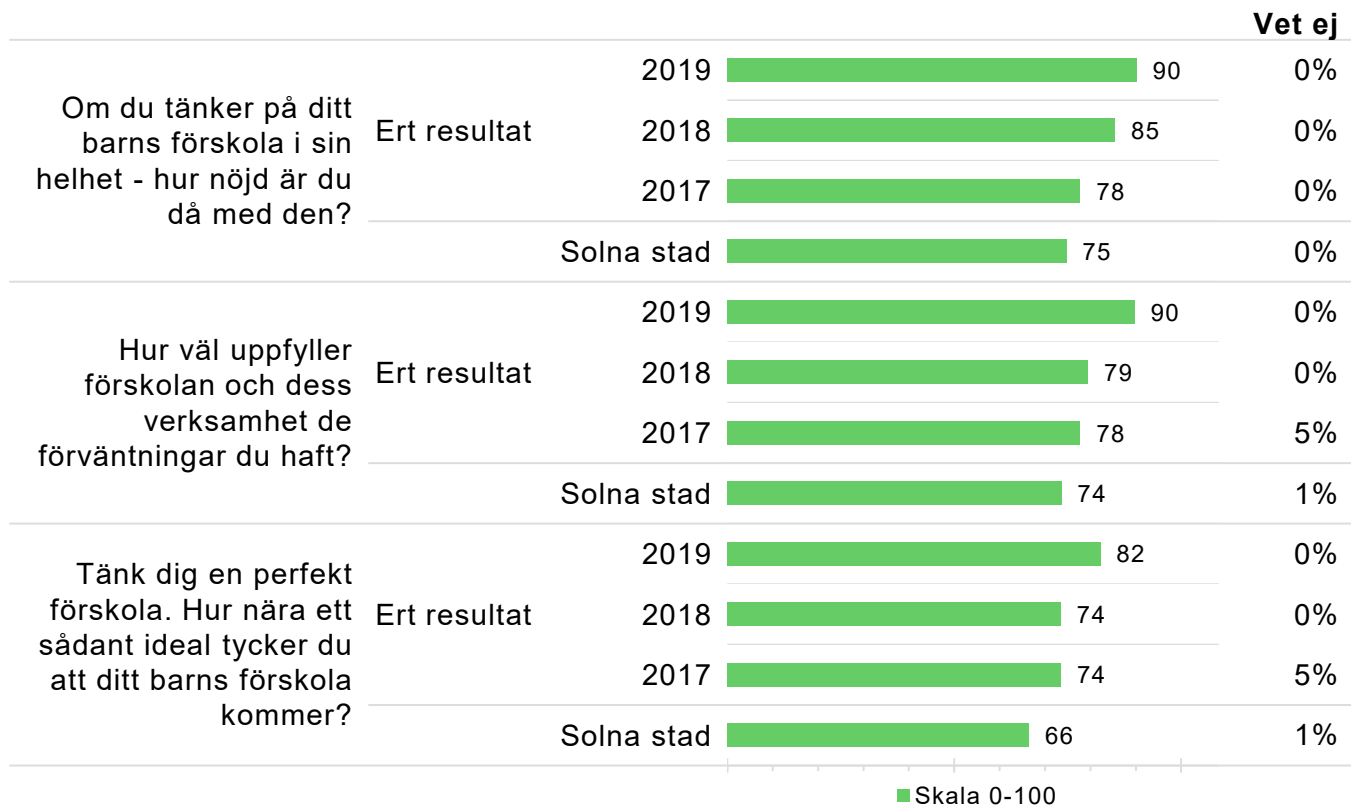 Vet ej
Om du tänker på ditt
barns förskola i sin
helhet - hur nöjd är du
då med den?
Ert resultat
2019 90 0%
2018 85 0%
2017 78 0%
Solna stad 75 0%
Hur väl uppfyller
förskolan och dess
verksamhet de
förväntningar du haft?
Ert resultat
2019 90 0%
2018 79 0%
2017 78 5%
Solna stad 74 1%
Tänk dig en perfekt
förskola. Hur nära ett
sådant ideal tycker du
att ditt barns förskola
kommer?
Ert resultat
2019 82 0%
2018 74 0%
2017 74 5%
Solna stad 66 1%
Skala 0-100